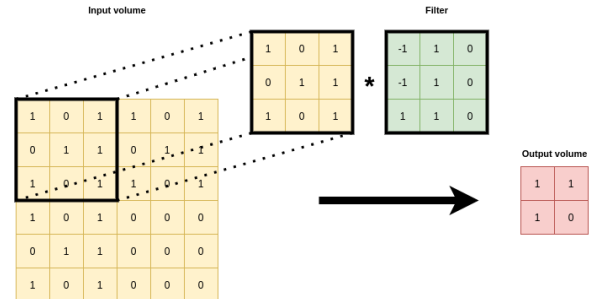 Input volume
Filter
1 0 1
0 1 1
1 0 1
*
-1 1 0
-1 1 0
1 1 0
1 0 1 1 0 1
0 1 1 0 1 1
1 0 1 1 0 1
1 0 1 0 0 0
0 1 1 0 0 0
1 0 1 0 0 0
Output volume
1 1
1 0